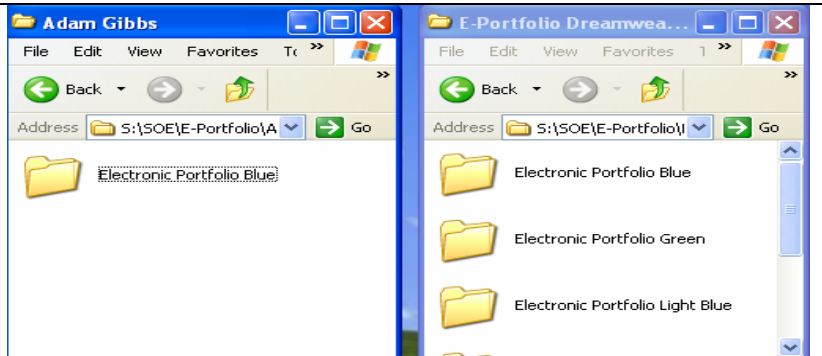 Adam Gibbs
File Edit View Favorites
Back
Address S:\SOE\E-Portfolio\A Go
Electronic Portfolio Blue
E-Portfolio Dreamwea...
File Edit View Favorites
Back
Address S:\SOE\E-Portfolio\ Go
Electronic Portfolio Blue
Electronic Portfolio Green
Electronic Portfolio Light Blue